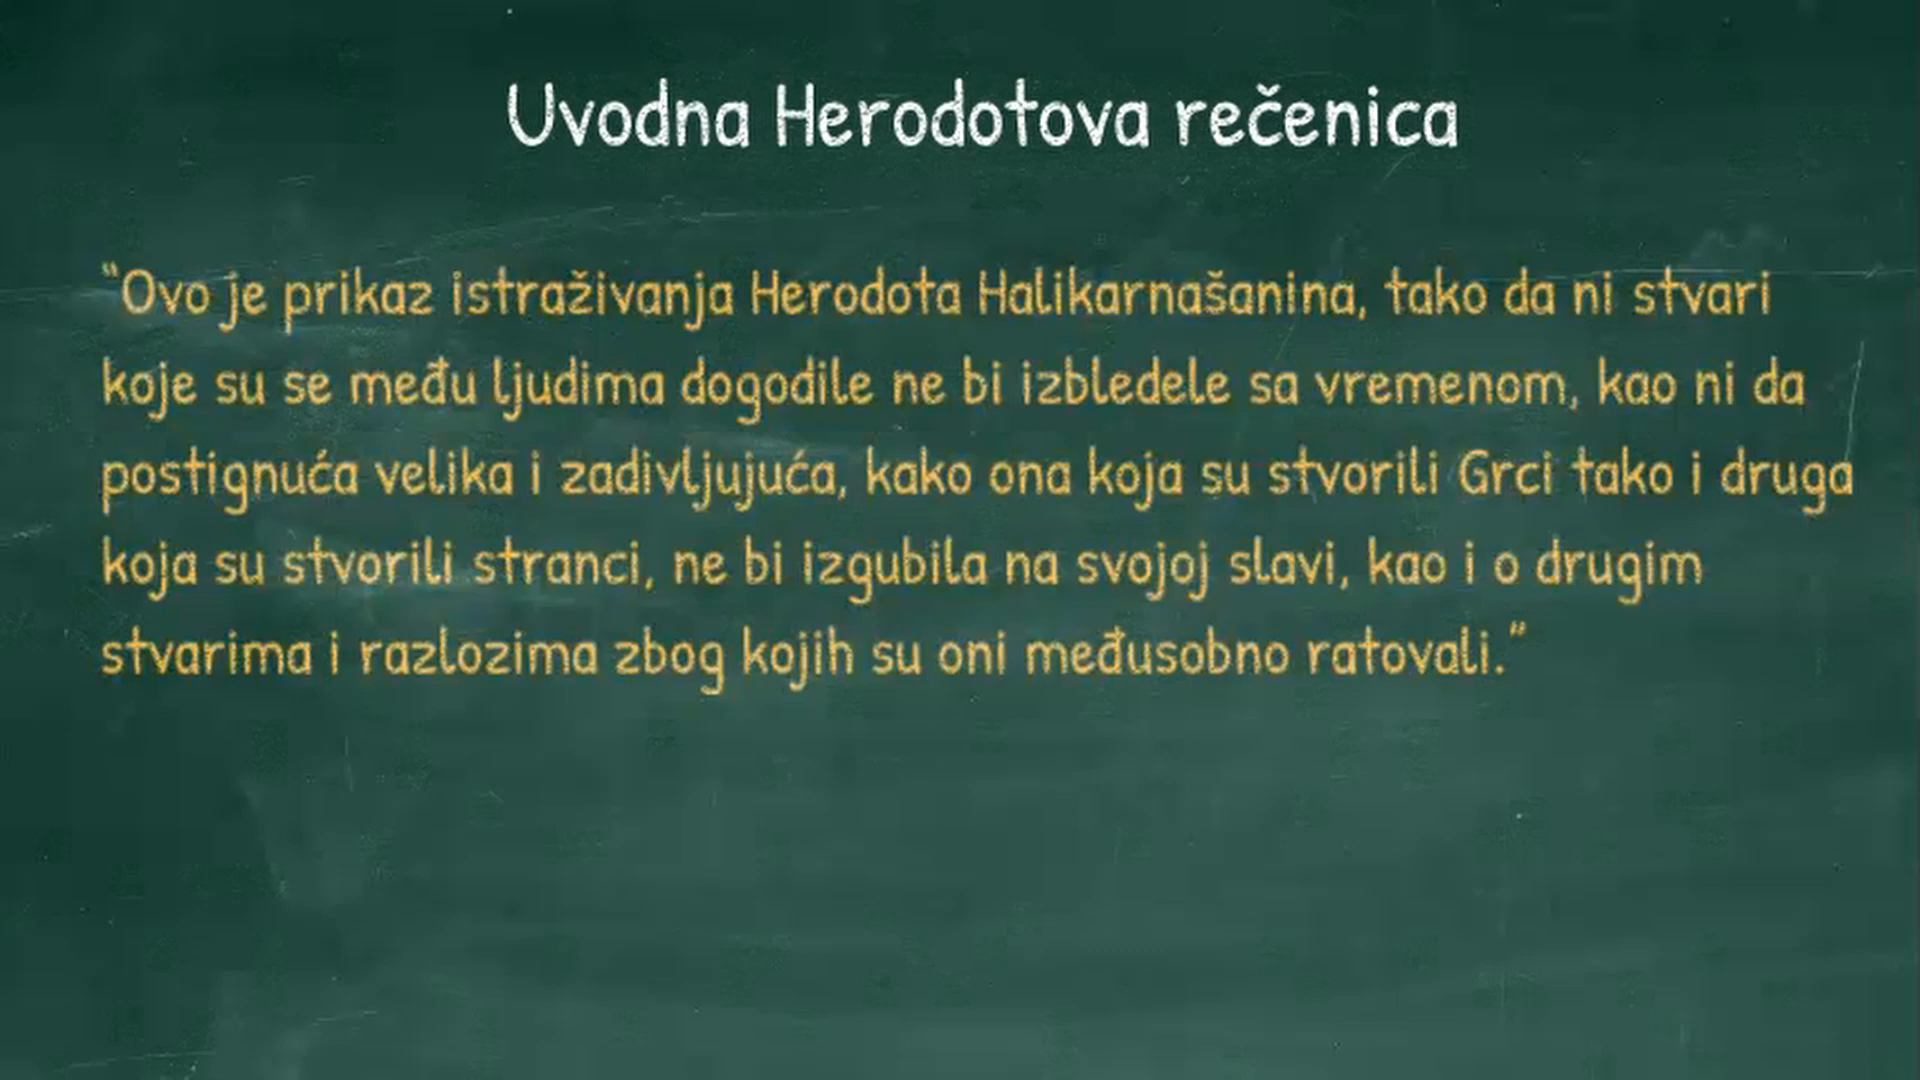 Uvodna Herodotova rečenica
"Ovo je prikaz istraživanja Herodota Halikarnašanina, tako da ni stvari
koje su se među ljudima dogodile ne bi izbledele sa vremenom, kao ni da
postignuća velika i zadivljujuća, kako ona koja su stvorili Grci tako i druga
koja su stvorili stranci, ne bi izgubila na svojoj slavi, kao i o drugim
stvarima i razlozima zbog kojih su oni međusobno ratovali."